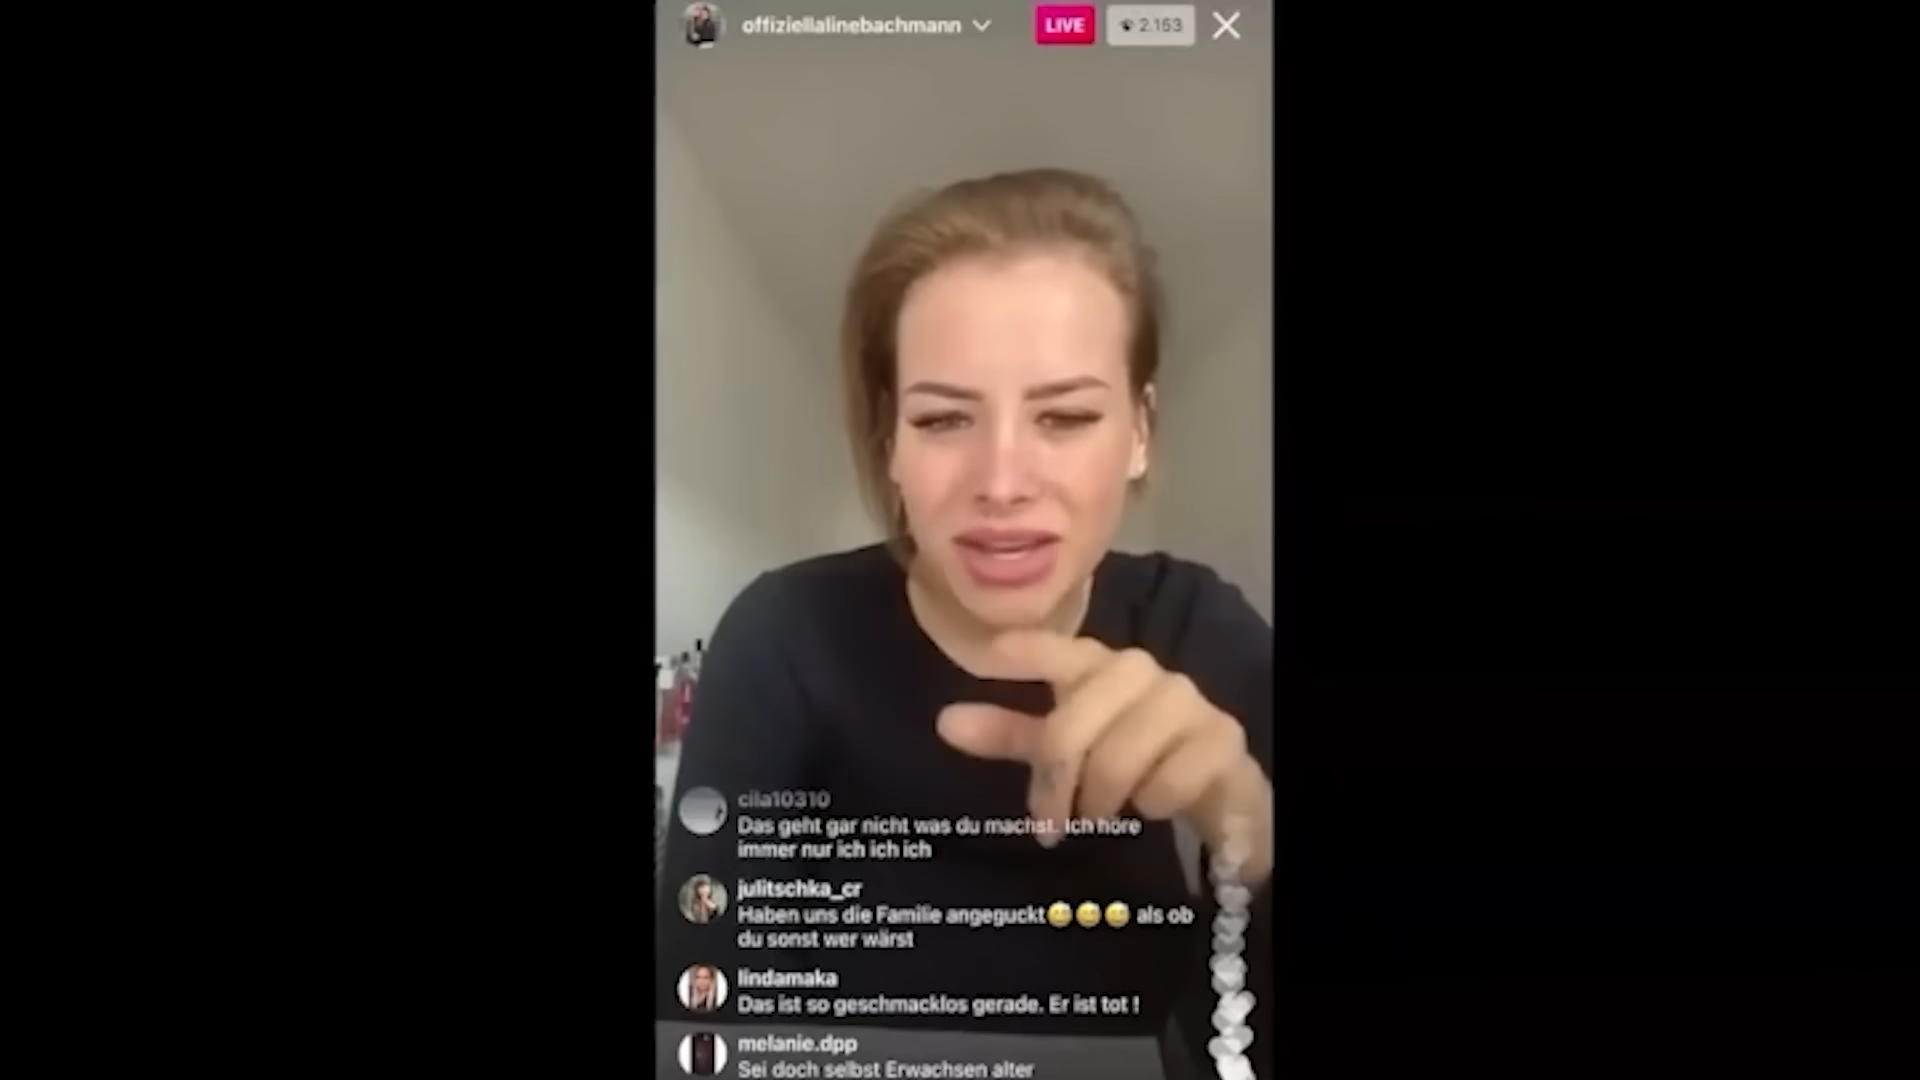 offiziellalinebachmann
LIVE
2.153
cila10310
Das geht gar nicht was du machst. Ich höre
immer nur ich ich ich
julitschka_cr
Haben uns die Familie angeguckt😅😅😅 als ob
du sonst wer wärst
lindamaka
Das ist so geschmacklos gerade. Er ist tot !
melanie.dpp
Sei doch selbst Erwachsen alter